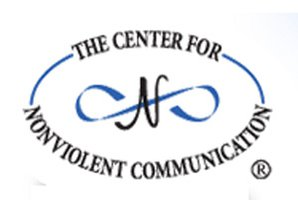 THE CENTER FOR
N
NONVIOLENT COMMUNICATION
®